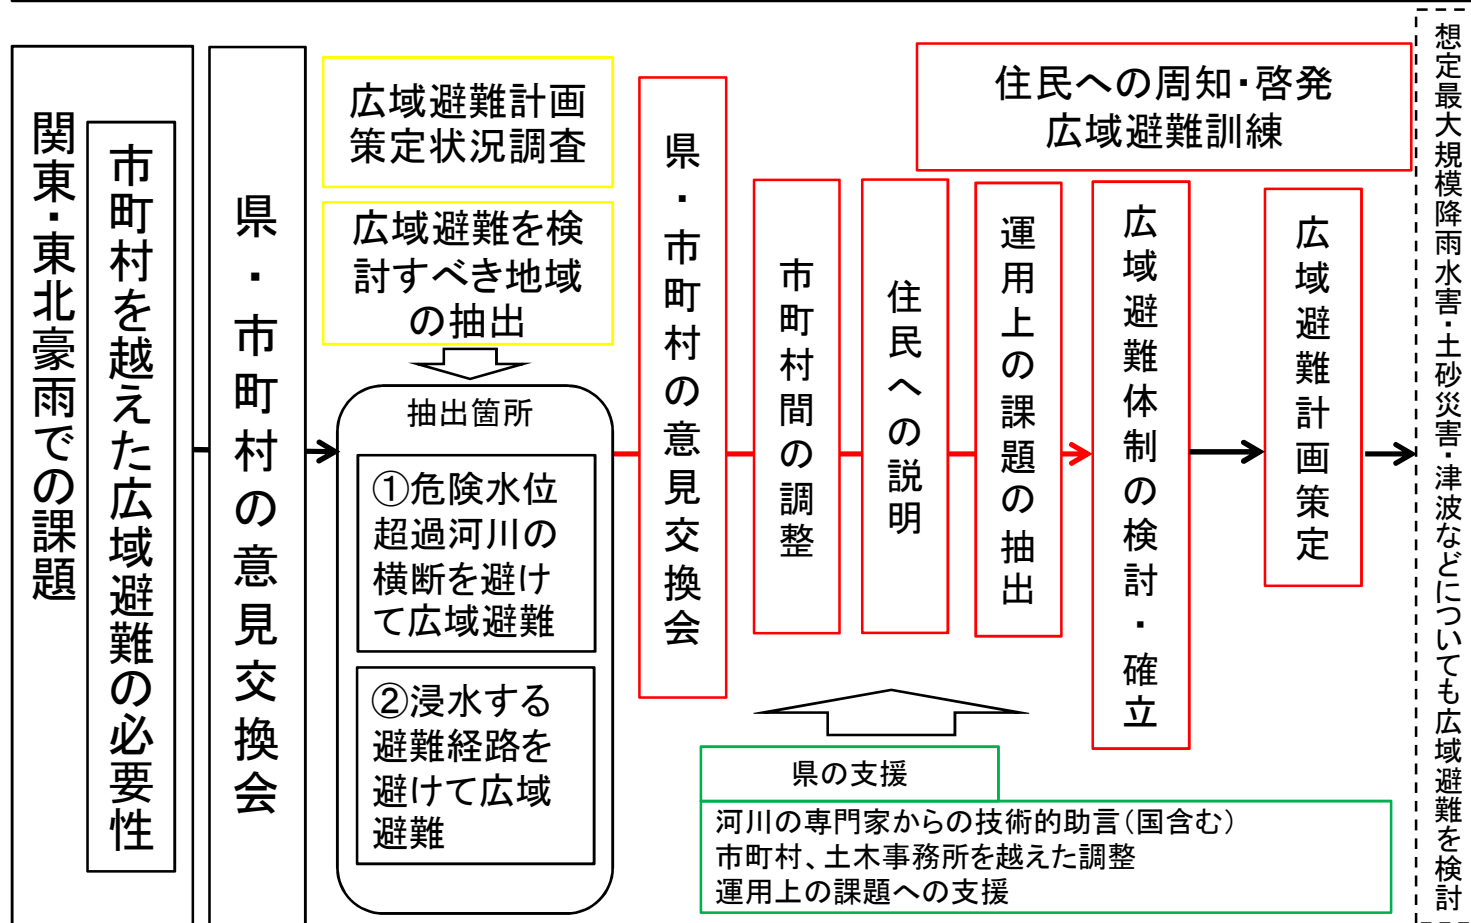 関東・東北豪雨での課題
市町村を越えた広域避難の必要性
県・市町村の意見交換会
広域避難計画
策定状況調査
広域避難を検
討すべき地域
の抽出
抽出箇所
①危険水位
超過河川の
横断を避け
て広域避難
②浸水する
避難経路を
避けて広域
避難
県・市町村の意見交換会
市町村間の調整
住民への説明
運用上の課題の抽出
広域避難体制の検討・確立
広域避難計画策定
住民への周知・啓発
広域避難訓練
県の支援
河川の専門家からの技術的助言（国含む）
市町村、土木事務所を越えた調整
運用上の課題への支援
想定最大規模降雨水害・土砂災害・津波などについても広域避難を検討